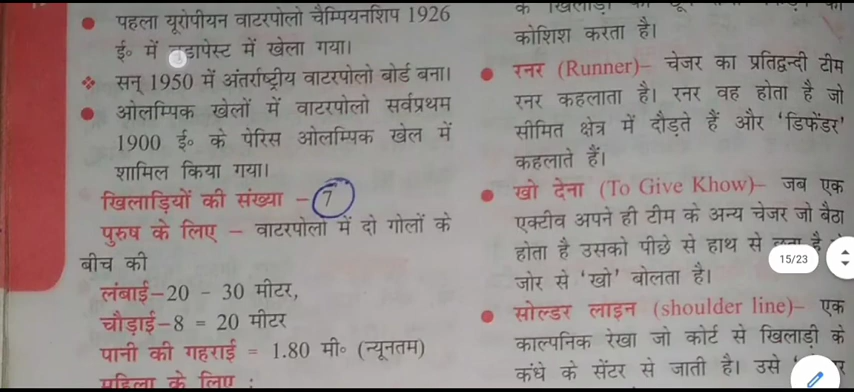 पहला यूरोपीयन वाटरपोलो चैम्पियनशिप 1926
ई० में बुडापेस्ट में खेला गया।
सन् 1950 में अंतर्राष्ट्रीय वाटरपोलो बोर्ड बना।
ओलम्पिक खेलों में वाटरपोलो सर्वप्रथम
1900 ई० के पेरिस ओलम्पिक खेल में
शामिल किया गया।
खिलाड़ियों की संख्या – 7
पुरुष के लिए – वाटरपोलो में दो गोलों के
बीच की
लंबाई–20 - 30 मीटर,
चौड़ाई–8 = 20 मीटर
पानी की गहराई = 1.80 मी० (न्यूनतम)
महिला के लिए :
कोशिश करता है।
रनर (Runner)– चेजर का प्रतिद्वन्दी टीम
रनर कहलाता है। रनर वह होता है जो
सीमित क्षेत्र में दौड़ते हैं और 'डिफेंडर'
कहलाते हैं।
खो देना (To Give Khow)– जब एक
एक्टीव अपने ही टीम के अन्य चेजर जो बैठा
होता है उसको पीछे से हाथ से है
जोर से 'खो' बोलता है।
सोल्डर लाइन (shoulder line)– एक
काल्पनिक रेखा जो कोर्ट से खिलाड़ी के
कंधे के सेंटर से जाती है। उसे
15/23